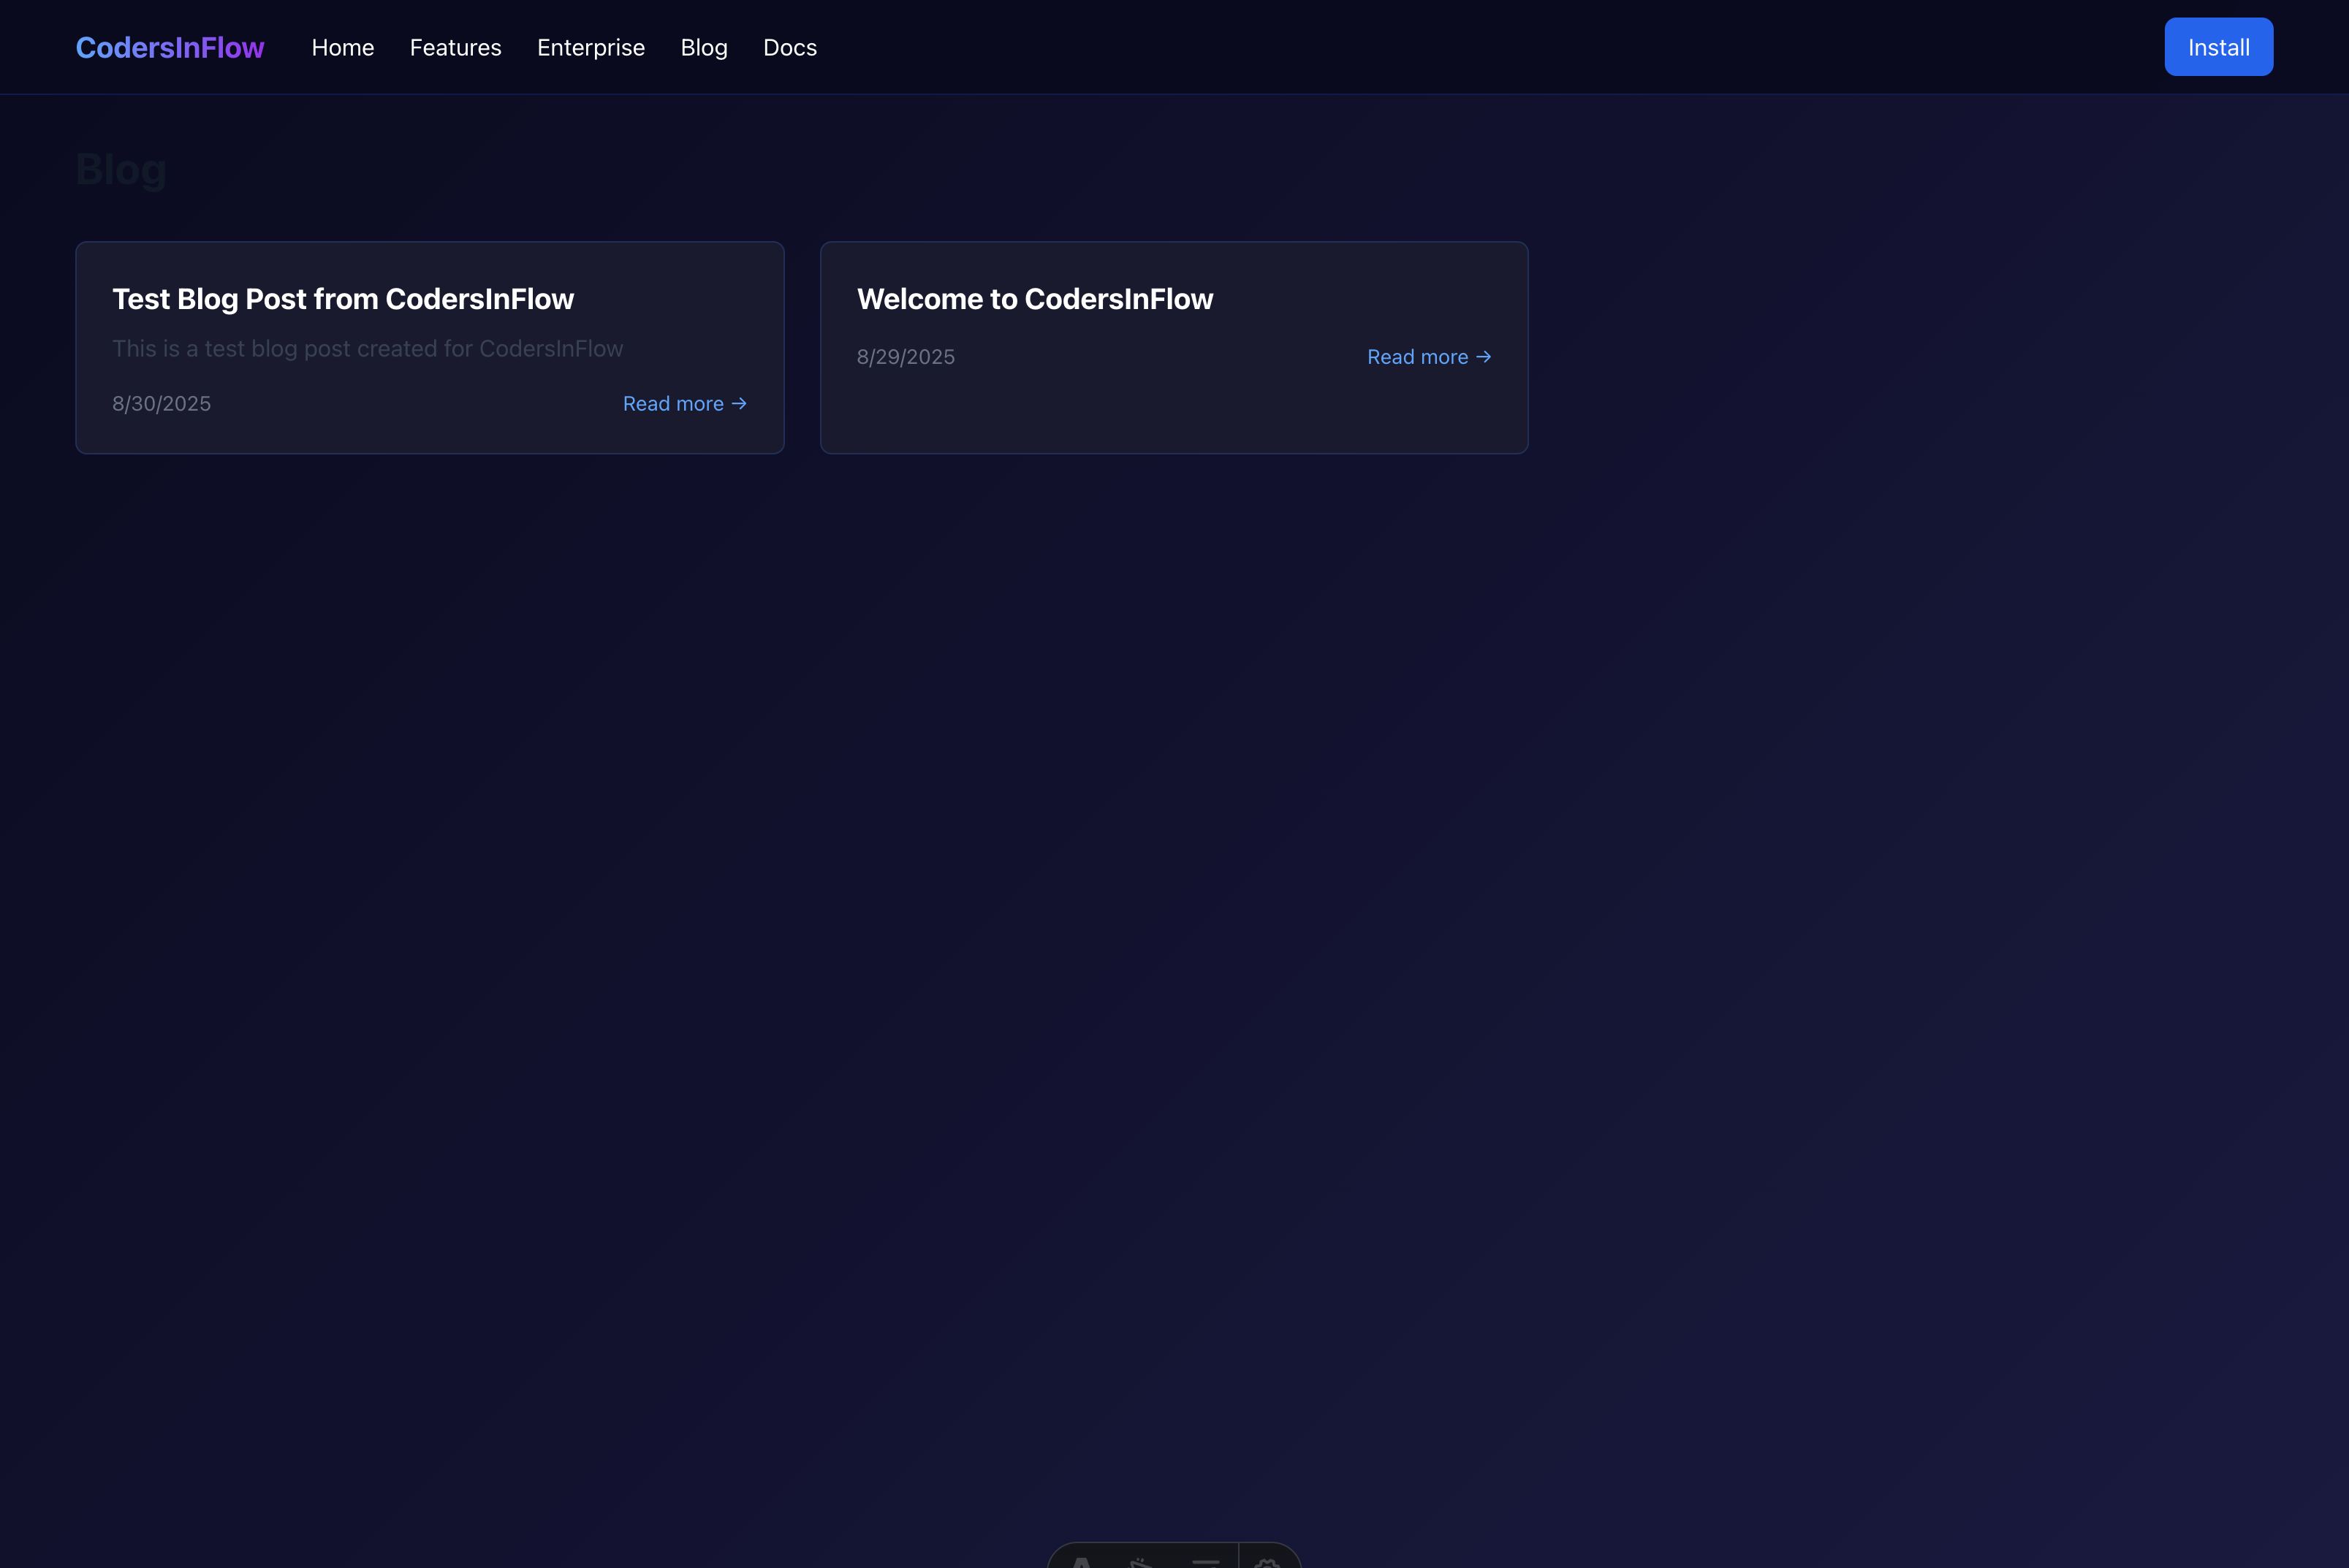 CodersInFlow Home Features Enterprise Blog Docs Install
Blog
Test Blog Post from CodersInFlow
This is a test blog post created for CodersInFlow
8/30/2025 Read more →
Welcome to CodersInFlow
8/29/2025 Read more →